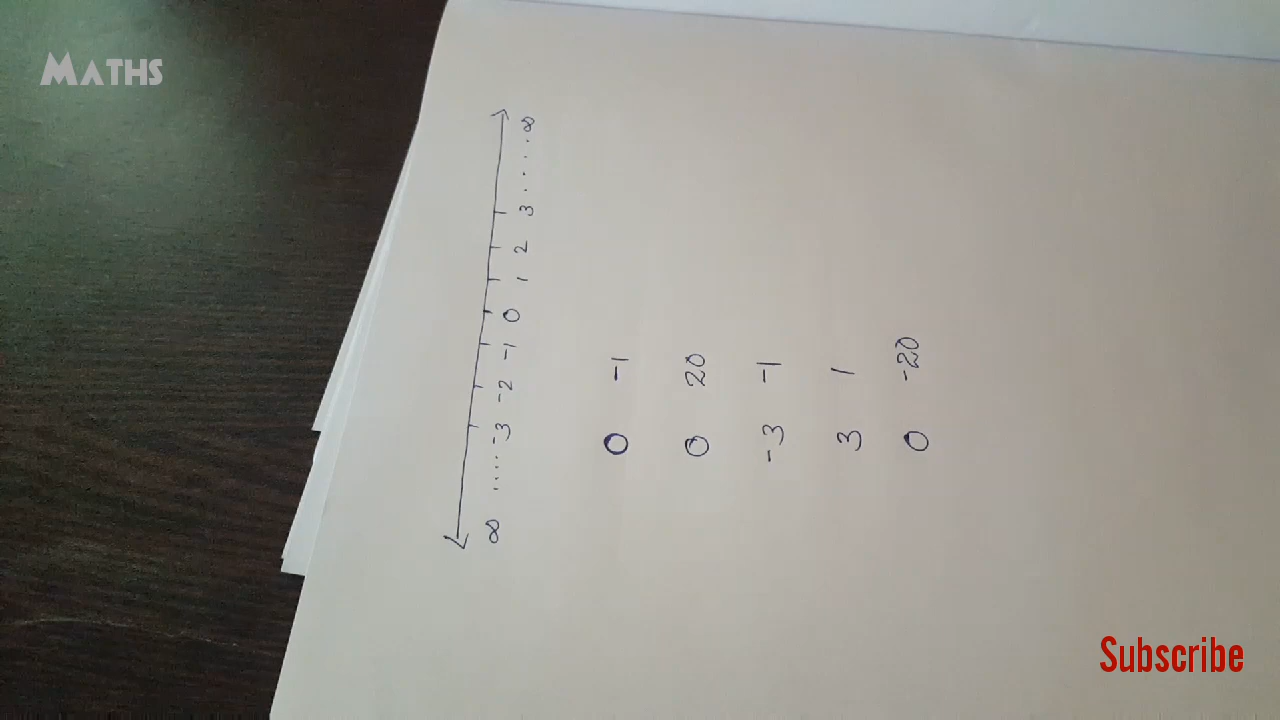 Maths
∞ ....-3 -2 -1 0 1 2 3 ..... ∞
0 -1
0 20
-3 -1
3 1
0 -20
Subscribe